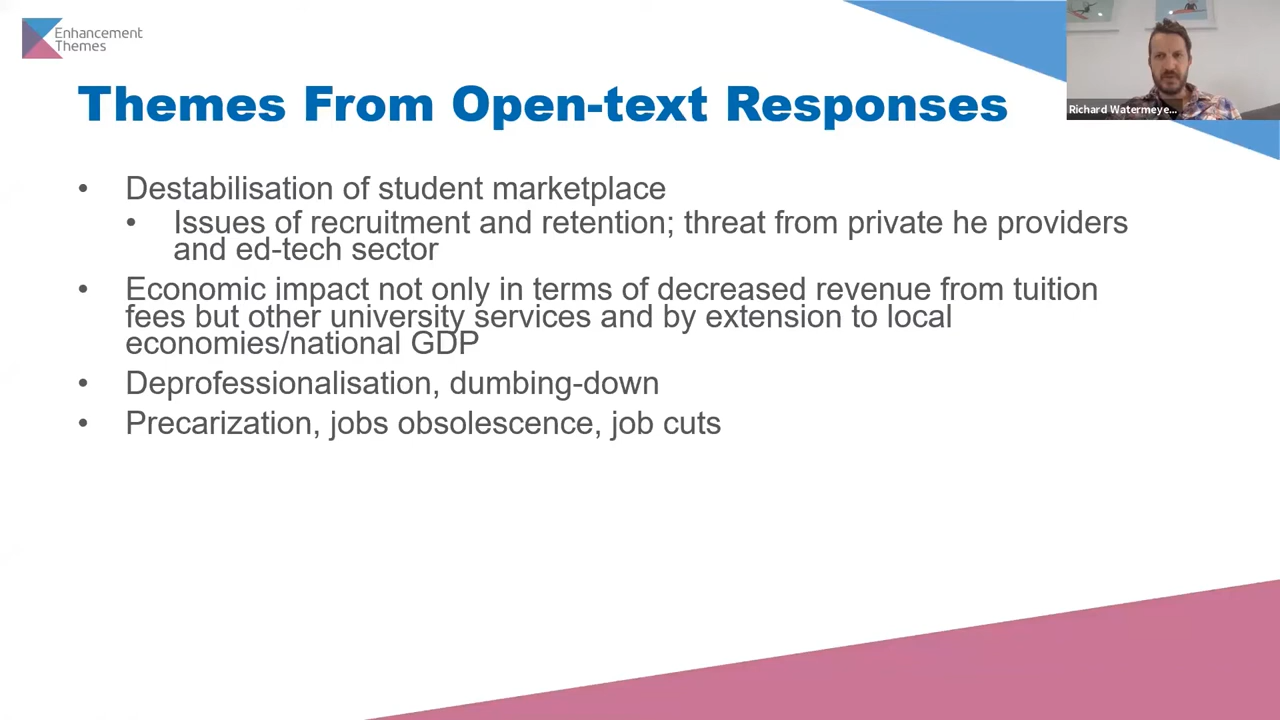 Enhancement
Themes
Richard Watermeye...
Themes From Open-text Responses
• Destabilisation of student marketplace
• Issues of recruitment and retention; threat from private he providers
and ed-tech sector
• Economic impact not only in terms of decreased revenue from tuition
fees but other university services and by extension to local
economies/national GDP
• Deprofessionalisation, dumbing-down
• Precarization, jobs obsolescence, job cuts